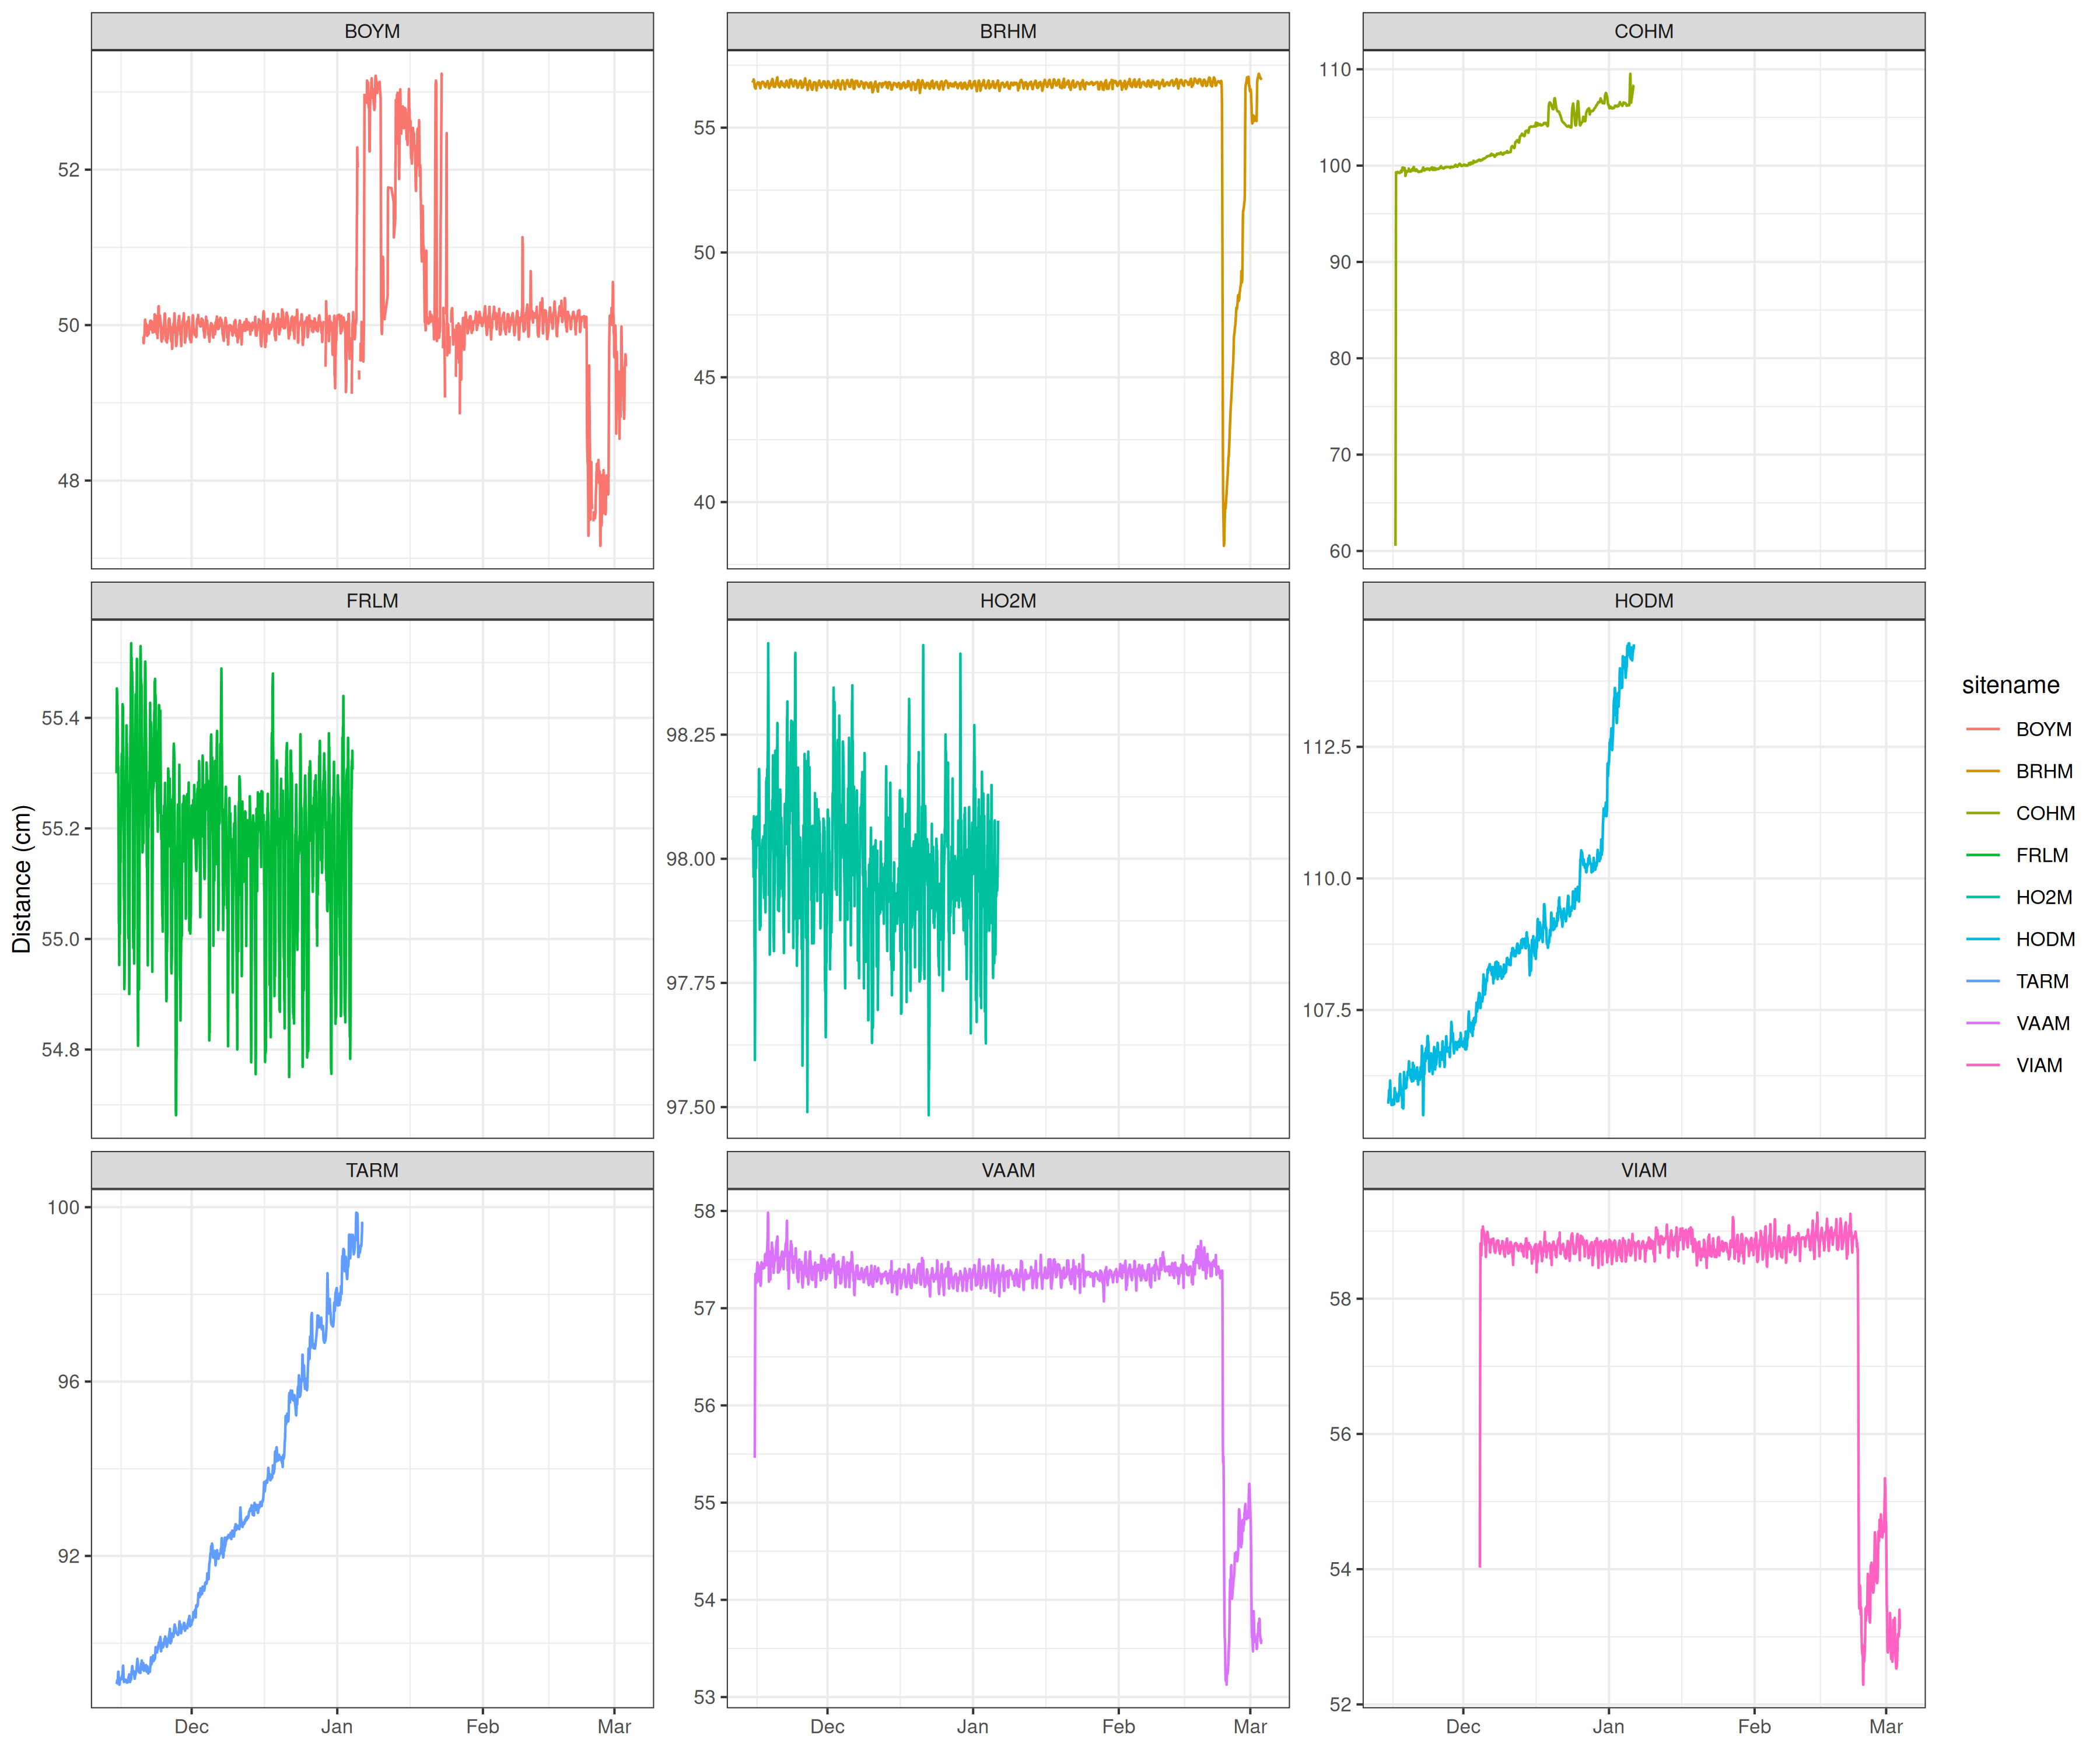 BOYM
BRHM
COHM
52
50
48
55
50
45
40
110
100
90
80
70
60
FRLM
HO2M
HODM
Distance (cm)
55.4
55.2
55.0
54.8
98.25
98.00
97.75
97.50
112.5
110.0
107.5
TARM
VAAM
VIAM
100
96
92
58
57
56
55
54
53
58
56
54
52
Dec Jan Feb Mar
Dec Jan Feb Mar
Dec Jan Feb Mar
sitename
BOYM
BRHM
COHM
FRLM
HO2M
HODM
TARM
VAAM
VIAM